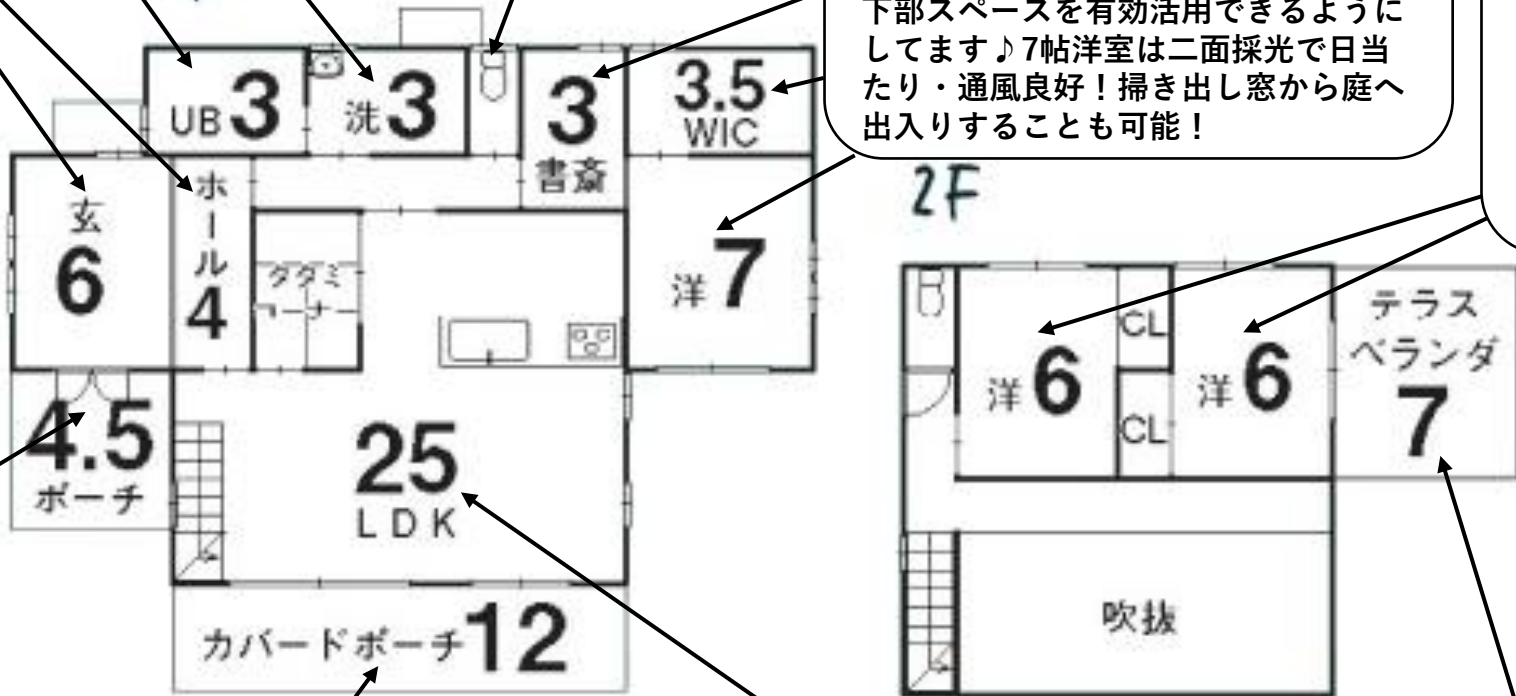 下部スペースを有効活用できるように
してます♪7帖洋室は二面採光で日当
たり・通風良好！掃き出し窓から庭へ
出入りすることも可能！
UB 3
洗 3
3
書斎
3.5
WIC
玄
6
ホール
4
タタミ
コーナー
洋 7
4.5
ポーチ
25
LDK
カバードポーチ 12
2F
洋 6
CL
CL
洋 6
テラス
ベランダ
7
吹抜